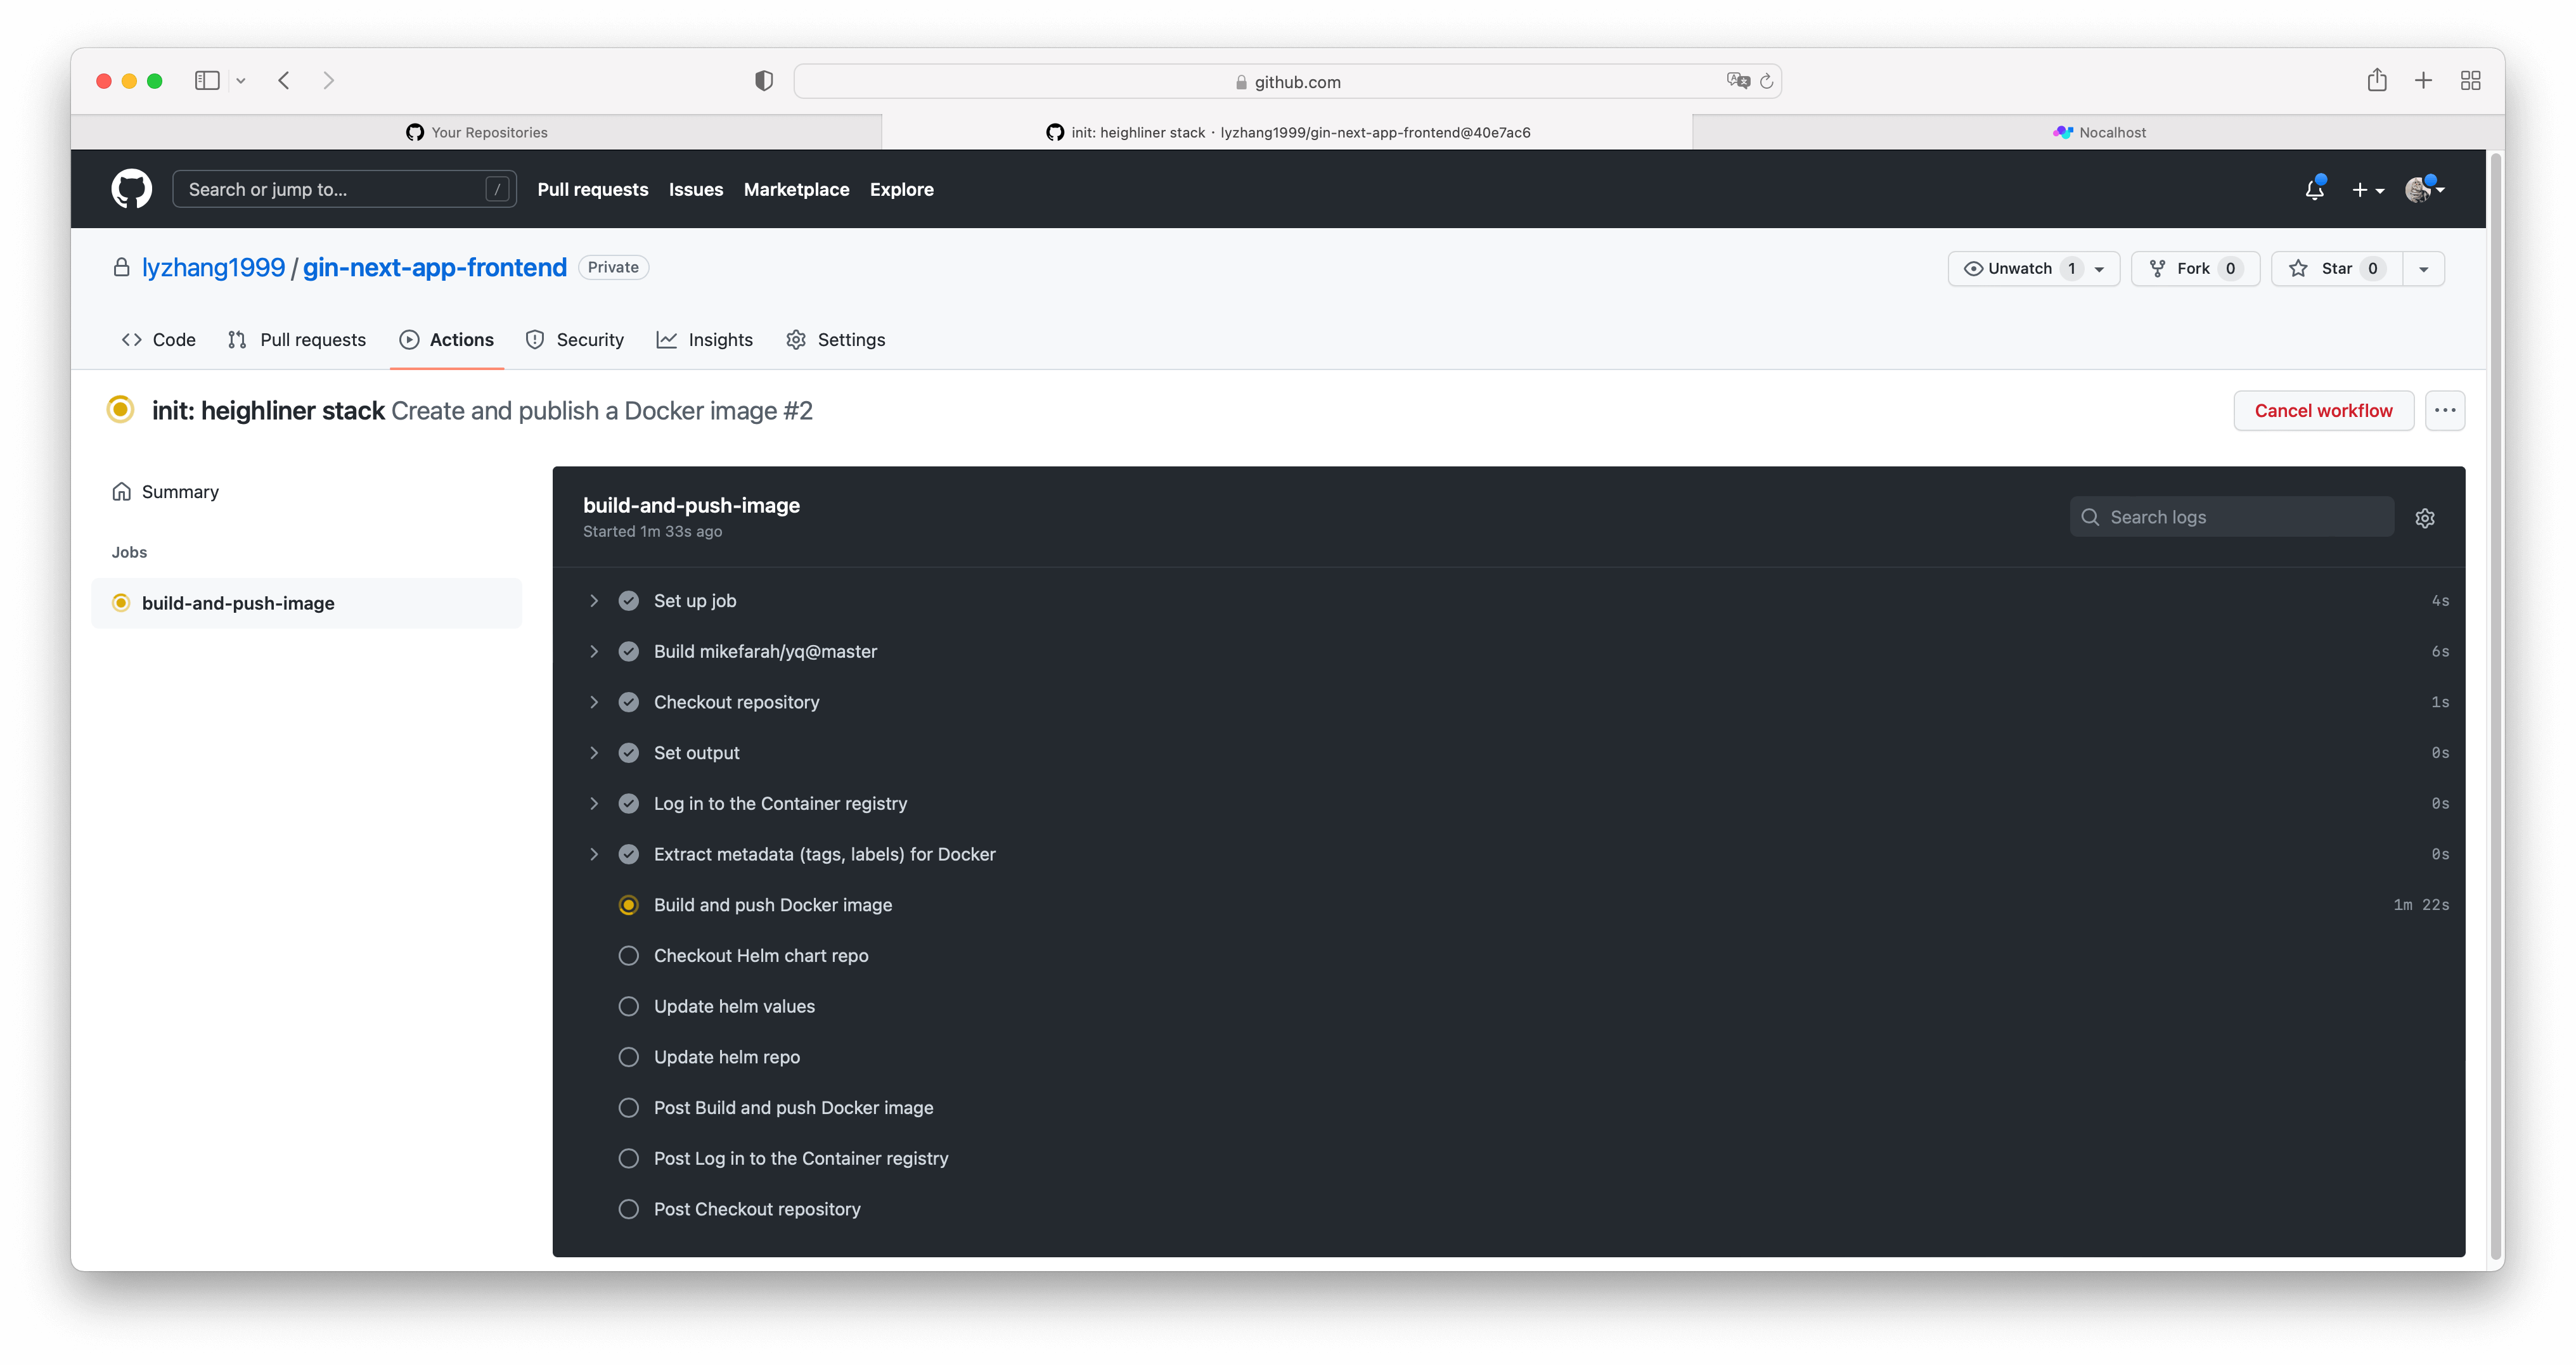 github.com
Your Repositories
init: heighliner stack · lyzhang1999/gin-next-app-frontend@40e7ac6
Nocalhost
Search or jump to... /
Pull requests Issues Marketplace Explore
lyzhang1999 / gin-next-app-frontend Private
Unwatch 1 Fork 0 Star 0
Code Pull requests Actions Security Insights Settings
init: heighliner stack Create and publish a Docker image #2
Cancel workflow
Summary
Jobs
build-and-push-image
build-and-push-image
Started 1m 33s ago
Search logs
Set up job 4s
Build mikefarah/yq@master 6s
Checkout repository 1s
Set output 0s
Log in to the Container registry 0s
Extract metadata (tags, labels) for Docker 0s
Build and push Docker image 1m 22s
Checkout Helm chart repo
Update helm values
Update helm repo
Post Build and push Docker image
Post Log in to the Container registry
Post Checkout repository